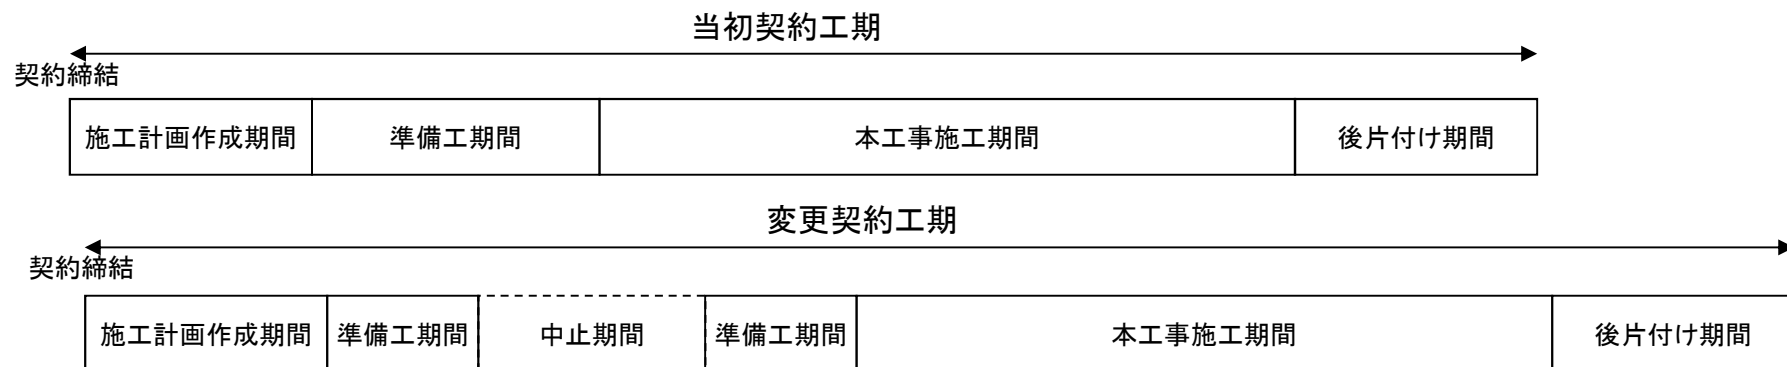 当初契約工期
契約締結
施工計画作成期間 準備工期間 本工事施工期間 後片付け期間
変更契約工期
契約締結
施工計画作成期間 準備工期間 中止期間 準備工期間 本工事施工期間 後片付け期間